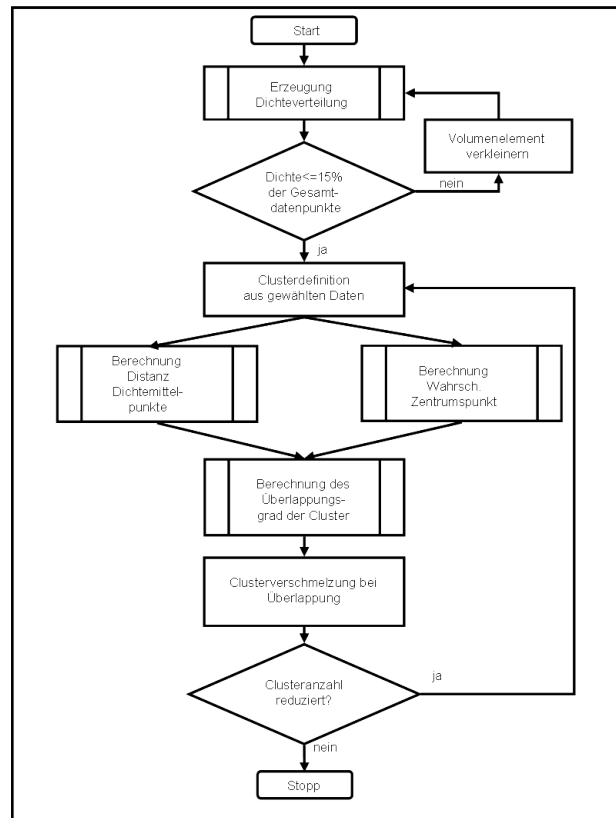 Start
Erzeugung
Dichteverteilung
Volumenelement
verkleinern
Dichte<=15%
der Gesamt-
datenpunkte
nein
ja
Clusterdefinition
aus gewählten Daten
Berechnung
Distanz
Dichtemittel-
punkte
Berechnung
Wahrsch.
Zentrumspunkt
Berechnung des
Überlappungs-
grad der Cluster
Clusterverschmelzung bei
Überlappung
Clusteranzahl
reduziert?
ja
nein
Stopp